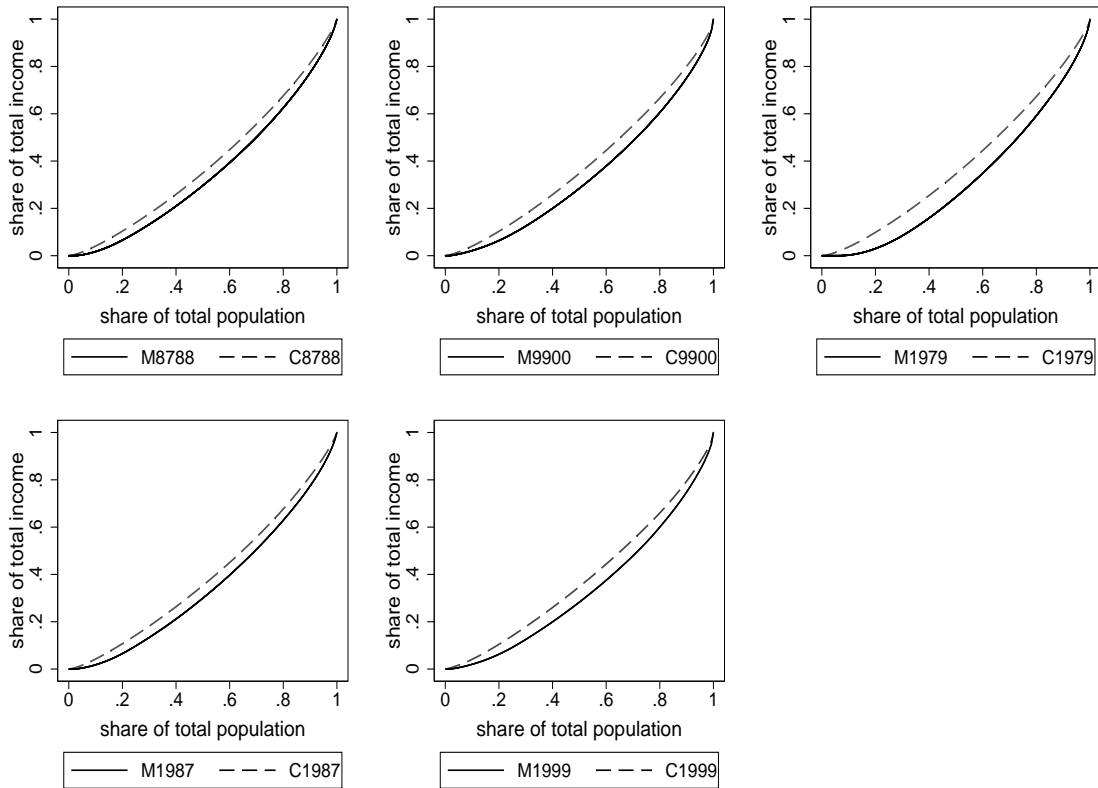 1
.8
.6
.4
.2
0
share of total income
0 .2 .4 .6 .8 1
share of total population
M8788 C8788
1
.8
.6
.4
.2
0
share of total income
0 .2 .4 .6 .8 1
share of total population
M9900 C9900
1
.8
.6
.4
.2
0
share of total income
0 .2 .4 .6 .8 1
share of total population
M1979 C1979
1
.8
.6
.4
.2
0
share of total income
0 .2 .4 .6 .8 1
share of total population
M1987 C1987
1
.8
.6
.4
.2
0
share of total income
0 .2 .4 .6 .8 1
share of total population
M1999 C1999